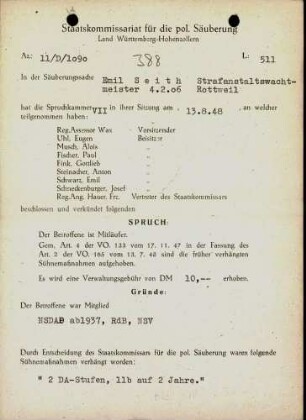 Staatskommissariat für die pol. Säuberung
Land Württemberg-Hohenzollern
Az.: 11/D/1090 388 L: 511
In der Säuberungssache Emil Seith Strafanstaltswacht-
meister 4.2.06 Rottweil
hat die Spruchkammer VII in ihrer Sitzung am 13.8.48, an welcher
teilgenommen haben:
Reg.Assessor Wax Vorsitzender
Uhl, Eugen Beisitzer
Musch, Alois "
Fischer, Paul "
Fink, Gottlieb "
Steinacher, Anton "
Schwarz, Emil "
Schneckenburger, Josef "
Reg.Ang. Hauer, Frc. Vertreter des Staatskommissars
beschlossen und verkündet folgenden
SPRUCH:
Der Betroffene ist Mitläufer.
Gem. Art. 4 der VO. 133 vom 17. 11. 47 in der Fassung des
Art. 2 der VO. 165 vom 13. 7. 48 sind die früher verhängten
Sühnemaßnahmen aufgehoben.
Es wird eine Verwaltungsgebühr von DM 10,-- erhoben.
Gründe:
Der Betroffene war Mitglied
NSDAP ab1937, RdB, NSV
Durch Entscheidung des Staatskommissars für die pol. Säuberung waren folgende
Sühnemaßnahmen verhängt worden:
" 2 DA-Stufen, 11b auf 2 Jahre."